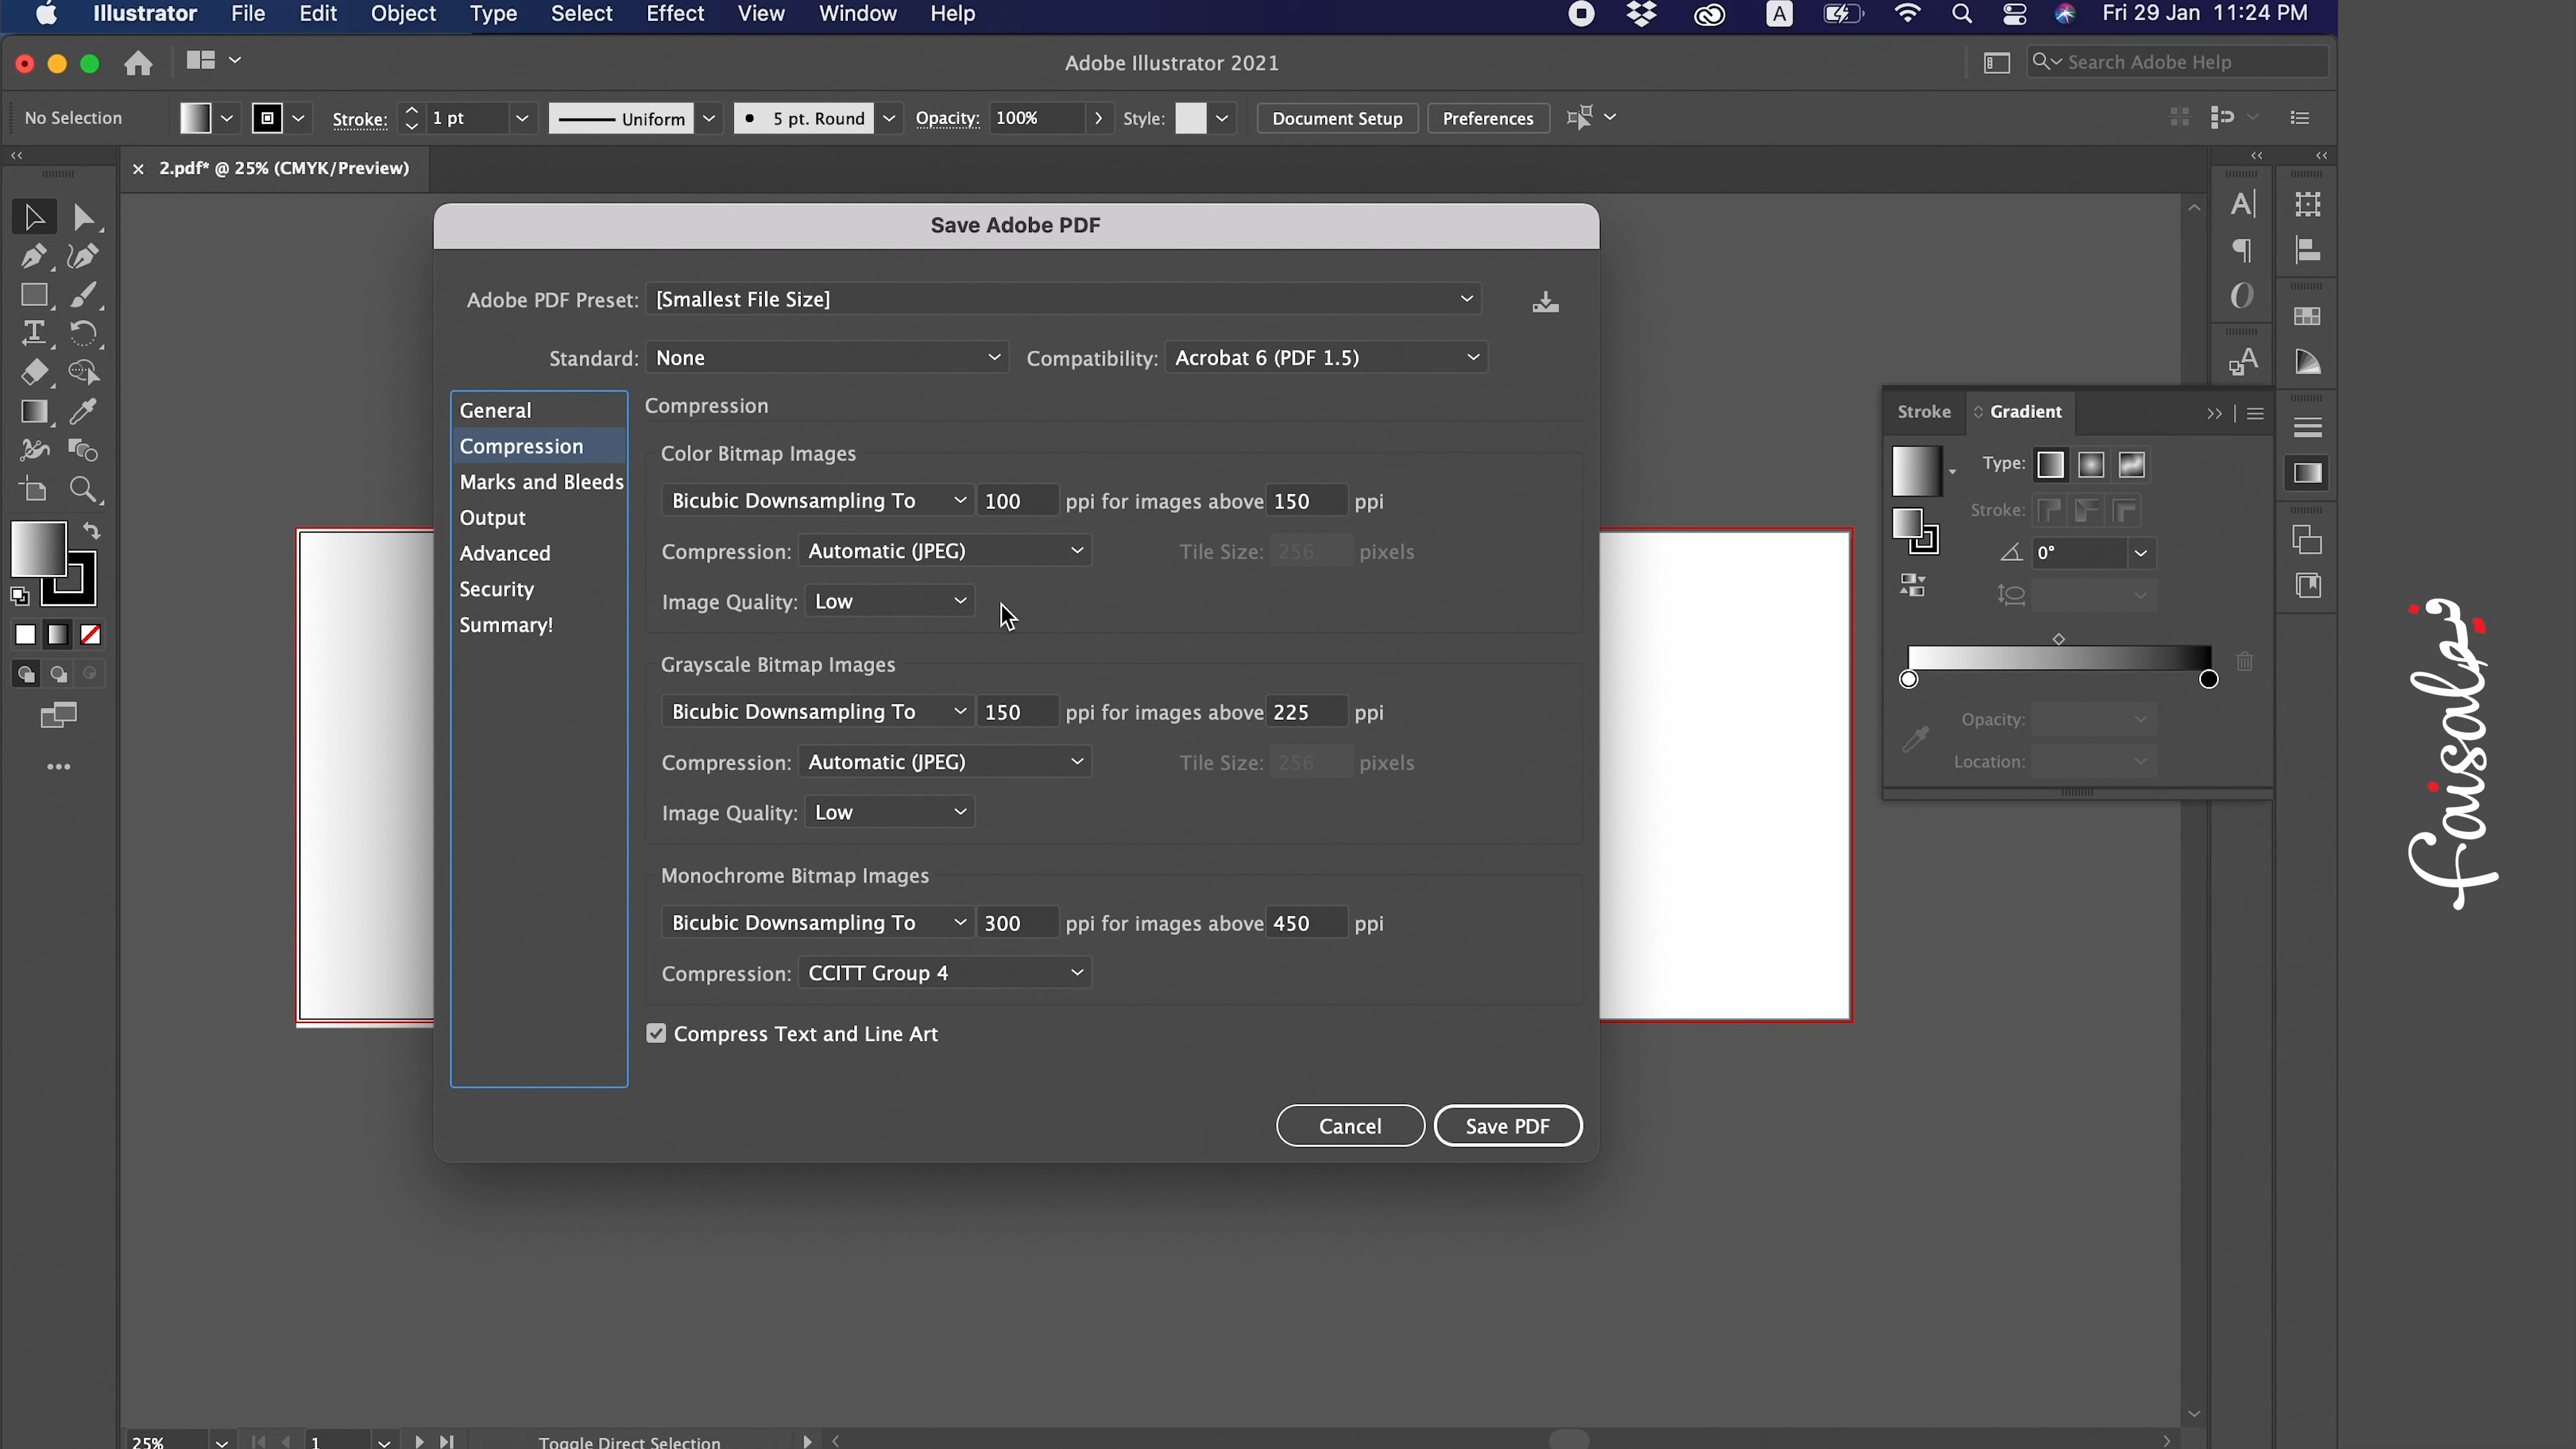 Illustrator File Edit Object Type Select Effect View Window Help
A
Fri 29 Jan 11:24 PM
Adobe Illustrator 2021
Search Adobe Help
No Selection
Stroke: 1 pt
Uniform
5 pt. Round
Opacity: 100%
Style:
Document Setup
Preferences
× 2.pdf* @ 25% (CMYK/Preview)
Save Adobe PDF
Adobe PDF Preset: [Smallest File Size]
Standard: None
Compatibility: Acrobat 6 (PDF 1.5)
General
Compression
Marks and Bleeds
Output
Advanced
Security
Summary!
Compression
Color Bitmap Images
Bicubic Downsampling To 100 ppi for images above 150 ppi
Compression: Automatic (JPEG) Tile Size: 256 pixels
Image Quality: Low
Grayscale Bitmap Images
Bicubic Downsampling To 150 ppi for images above 225 ppi
Compression: Automatic (JPEG) Tile Size: 256 pixels
Image Quality: Low
Monochrome Bitmap Images
Bicubic Downsampling To 300 ppi for images above 450 ppi
Compression: CCITT Group 4
Compress Text and Line Art
Cancel Save PDF
Stroke Gradient
Type:
Stroke:
0°
Opacity:
Location:
25% 1 Toggle Direct Selection